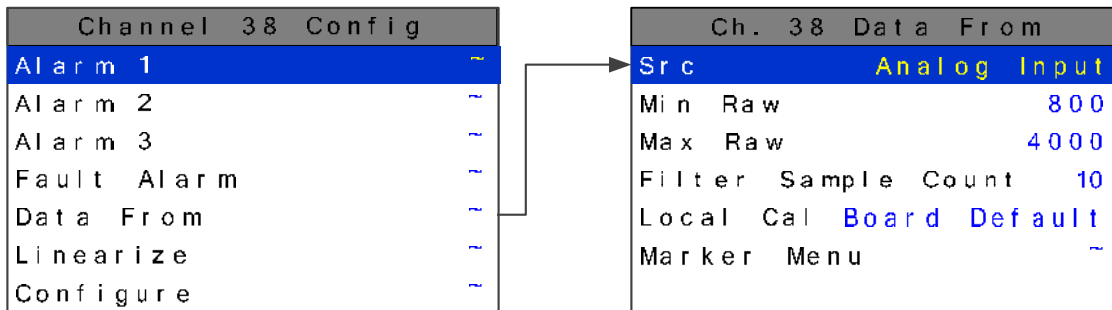 Channel 38 Config
Alarm 1 ~
Alarm 2 ~
Alarm 3 ~
Fault Alarm ~
Data From ~
Linearize ~
Configure ~
Ch. 38 Data From
Src Analog Input
Min Raw 800
Max Raw 4000
Filter Sample Count 10
Local Cal Board Default
Marker Menu ~